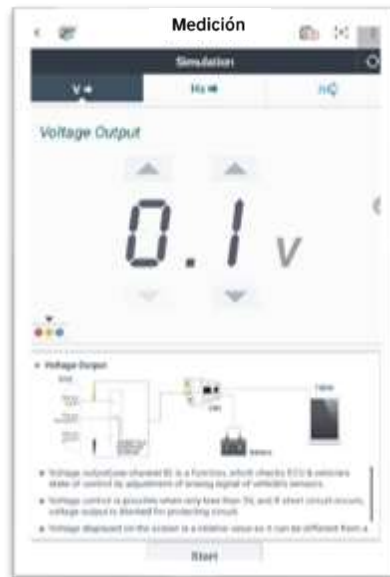 Medición
Simulation
V
Hz
Voltage Output
0.1 V
Voltage Output
Battery
Voltage output(use channel B) is a function, which checks ECU & vehicle's
state of control by adjustment of analog signal of vehicle's sensors.
Voltage control is possible when only less than 5V, and if short circuit occurs,
voltage output is blocked for protecting circuit.
Voltage displayed on the screen is a relative value so it can be different from a
Start